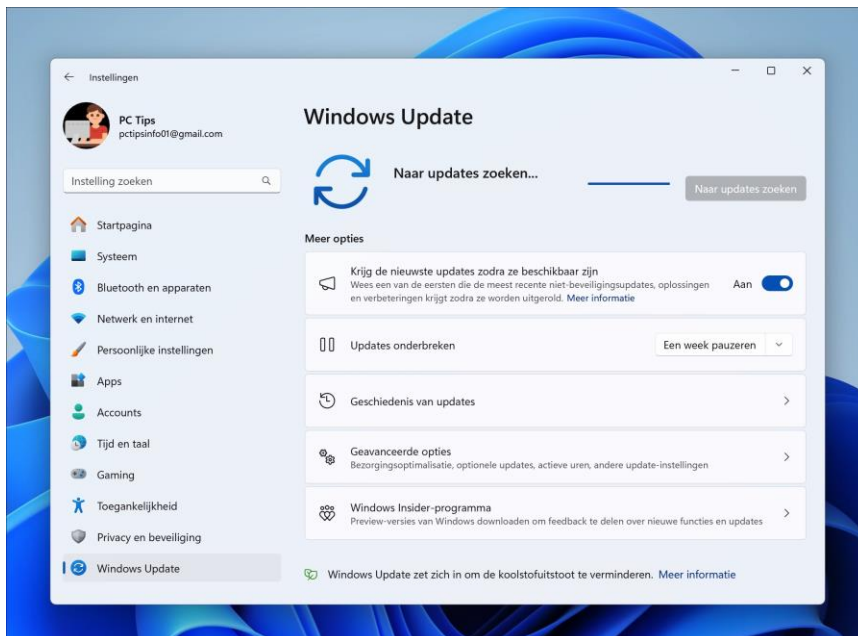 Instellingen
PC Tips
pctipsinfo01@gmail.com
Instelling zoeken
Startpagina
Systeem
Bluetooth en apparaten
Netwerk en internet
Persoonlijke instellingen
Apps
Accounts
Tijd en taal
Gaming
Toegankelijkheid
Privacy en beveiliging
Windows Update
Windows Update
Naar updates zoeken...
Naar updates zoeken
Meer opties
Krijg de nieuwste updates zodra ze beschikbaar zijn
Wees een van de eersten die de meest recente niet-beveiligingsupdates, oplossingen
en verbeteringen krijgt zodra ze worden uitgerold. Meer informatie
Aan
Updates onderbreken
Een week pauzeren
Geschiedenis van updates
Geavanceerde opties
Bezorgingsoptimalisatie, optionele updates, actieve uren, andere update-instellingen
Windows Insider-programma
Preview-versies van Windows downloaden om feedback te delen over nieuwe functies en updates
Windows Update zet zich in om de koolstofuitstoot te verminderen. Meer informatie